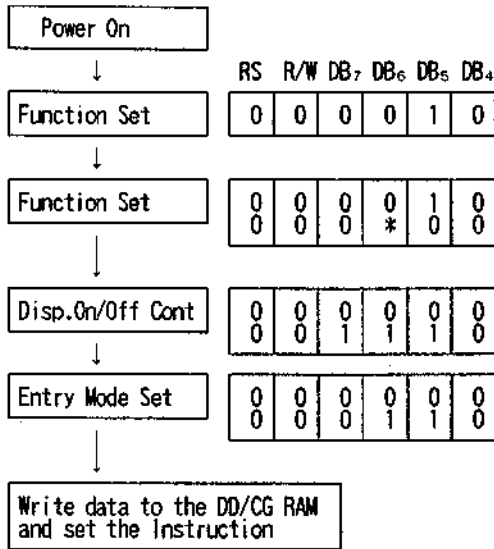 Power On
RS R/W DB₇ DB₆ DB₅ DB₄
Function Set 0 0 0 0 1 0
Function Set 0 0 0 0 1 0
0 0 0 * 0 0
Disp.On/Off Cont 0 0 0 0 0 0
0 0 1 1 1 0
Entry Mode Set 0 0 0 0 0 0
0 0 0 1 1 0
Write data to the DD/CG RAM
and set the Instruction